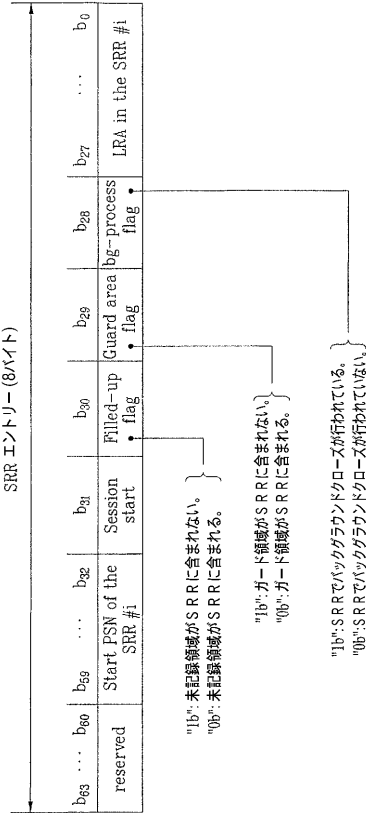 SRR エントリー(8バイト)
b63 ··· b60 b59 ··· b32 b31 b30 b29 b28 b27 ··· b0
reserved
Start PSN of the SRR #i
Session start
Filled-up flag
Guard area flag
bg-process flag
LRA in the SRR #i
"1b":未記録領域がSRRに含まれない。
"0b":未記録領域がSRRに含まれる。
"1b":ガード領域がSRRに含まれない。
"0b":ガード領域がSRRに含まれる。
"1b":SRRでバックグラウンドクローズが行われている。
"0b":SRRでバックグラウンドクローズが行われていない。